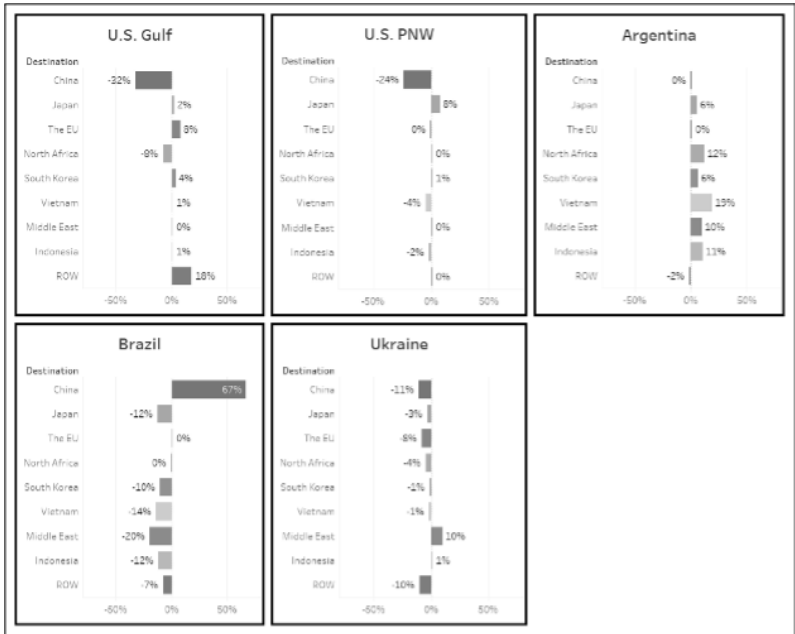 U.S. Gulf
Destination
China -32%
Japan 2%
The EU 8%
North Africa -8%
South Korea 4%
Vietnam 1%
Middle East 0%
Indonesia 1%
ROW 18%
-50% 0% 50%
U.S. PNW
Destination
China -24%
Japan 8%
The EU 0%
North Africa 0%
South Korea 1%
Vietnam -4%
Middle East 0%
Indonesia -2%
ROW 0%
-50% 0% 50%
Argentina
Destination
China 0%
Japan 6%
The EU 0%
North Africa 12%
South Korea 6%
Vietnam 19%
Middle East 10%
Indonesia 11%
ROW -2%
-50% 0% 50%
Brazil
Destination
China 67%
Japan -12%
The EU 0%
North Africa 0%
South Korea -10%
Vietnam -14%
Middle East -20%
Indonesia -12%
ROW -7%
-50% 0% 50%
Ukraine
Destination
China -11%
Japan -3%
The EU -8%
North Africa -4%
South Korea -1%
Vietnam -1%
Middle East 10%
Indonesia 1%
ROW -10%
-50% 0% 50%